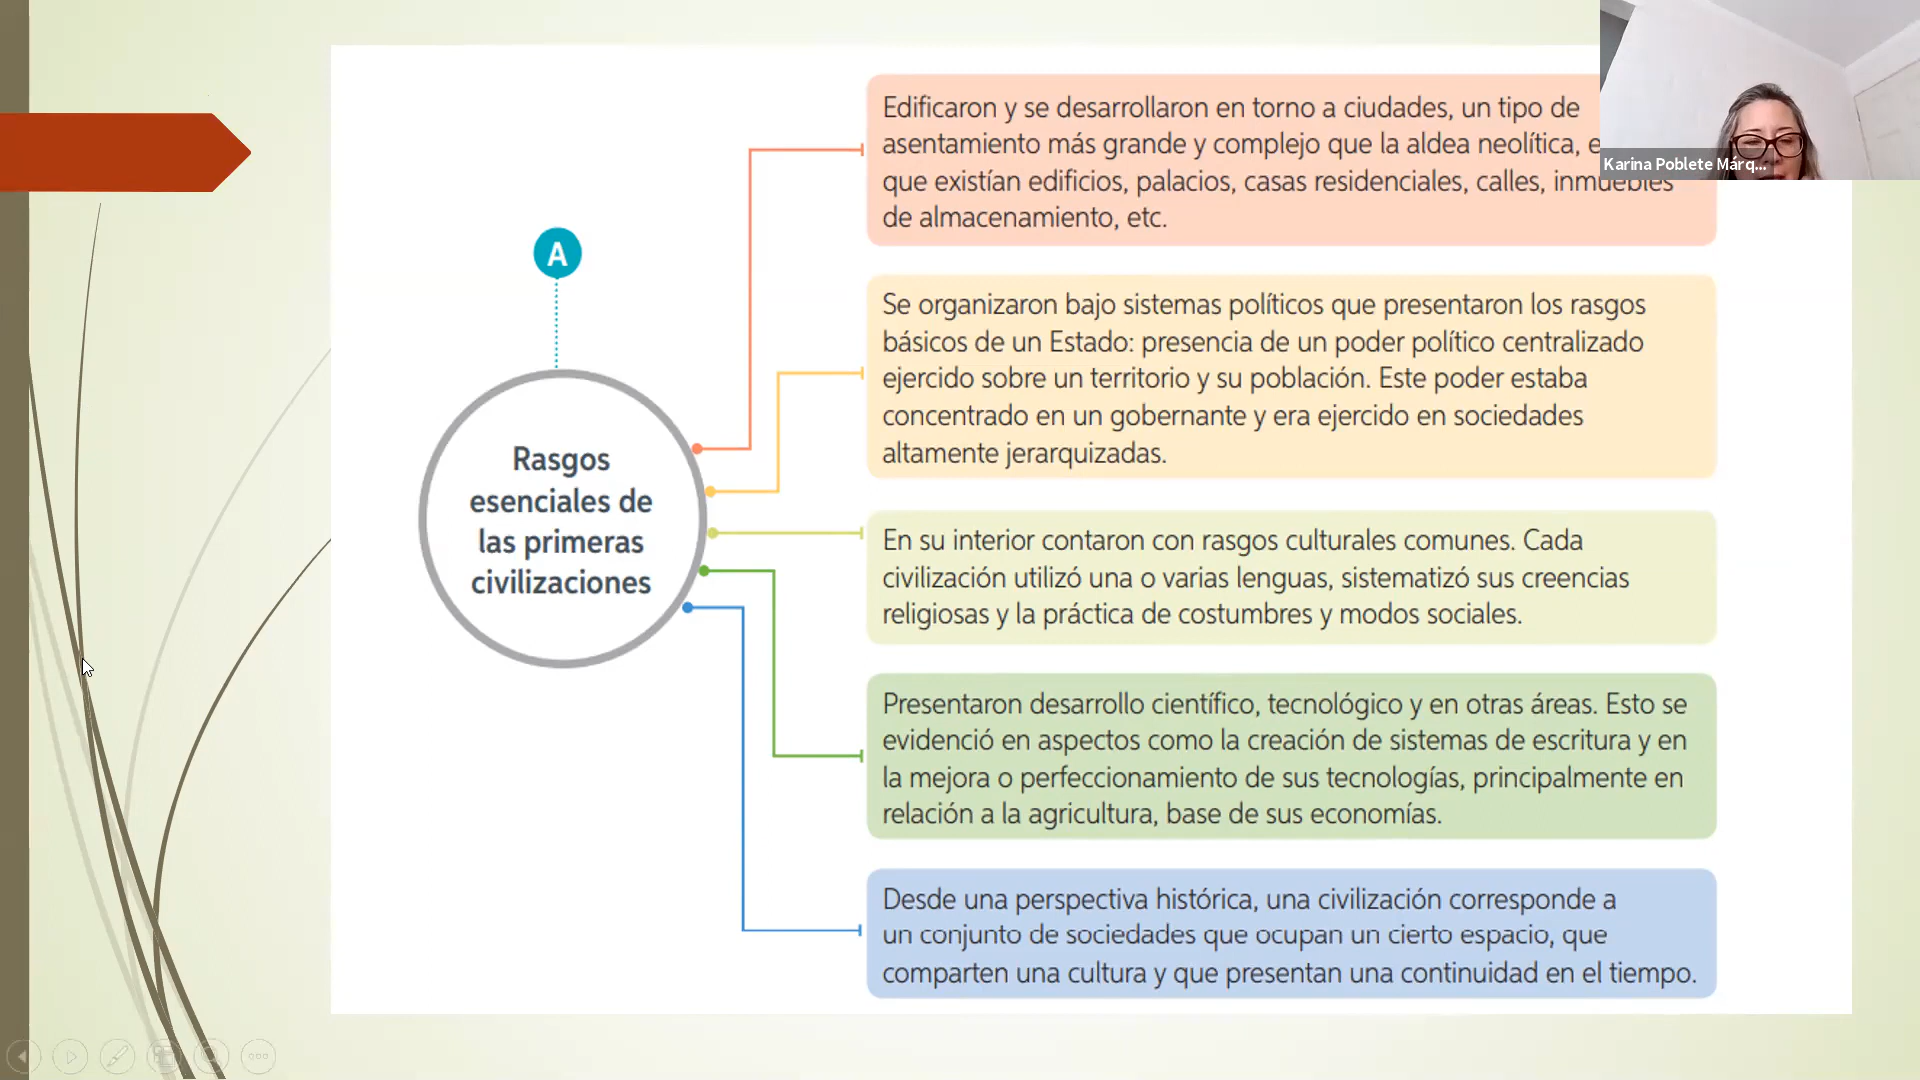 Edificaron y se desarrollaron en torno a ciudades, un tipo de
asentamiento más grande y complejo que la aldea neolítica, e
que existían edificios, palacios, casas residenciales, calles, inmuebles
de almacenamiento, etc.
Karina Poblete Márq...
A
Se organizaron bajo sistemas políticos que presentaron los rasgos
básicos de un Estado: presencia de un poder político centralizado
ejercido sobre un territorio y su población. Este poder estaba
concentrado en un gobernante y era ejercido en sociedades
altamente jerarquizadas.
Rasgos
esenciales de
las primeras
civilizaciones
En su interior contaron con rasgos culturales comunes. Cada
civilización utilizó una o varias lenguas, sistematizó sus creencias
religiosas y la práctica de costumbres y modos sociales.
Presentaron desarrollo científico, tecnológico y en otras áreas. Esto se
evidenció en aspectos como la creación de sistemas de escritura y en
la mejora o perfeccionamiento de sus tecnologías, principalmente en
relación a la agricultura, base de sus economías.
Desde una perspectiva histórica, una civilización corresponde a
un conjunto de sociedades que ocupan un cierto espacio, que
comparten una cultura y que presentan una continuidad en el tiempo.